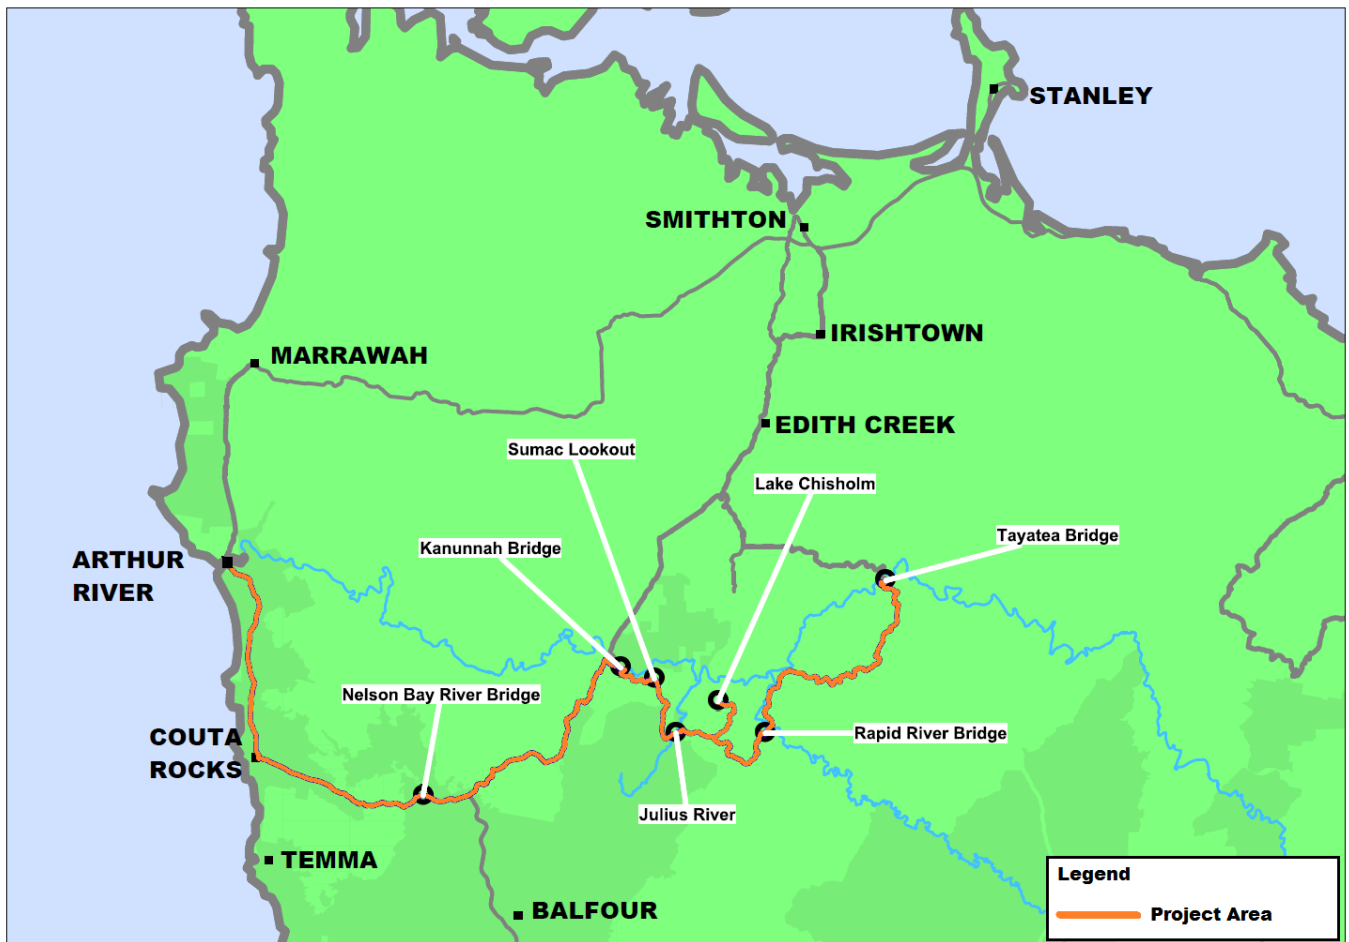 STANLEY
SMITHTON
IRISHTOWN
MARRAWAH
EDITH CREEK
Sumac Lookout
Lake Chisholm
Tayatea Bridge
Kanunnah Bridge
ARTHUR
RIVER
Nelson Bay River Bridge
Rapid River Bridge
COUTA
ROCKS
Julius River
TEMMA
BALFOUR
Legend
Project Area